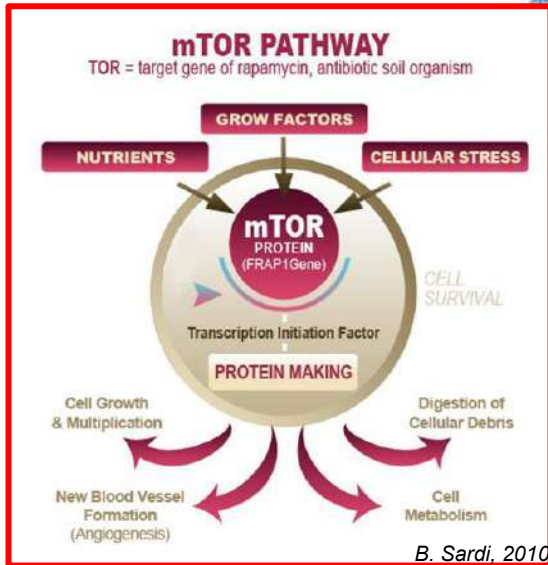 mTOR PATHWAY
TOR = target gene of rapamycin, antibiotic soil organism
GROW FACTORS
NUTRIENTS
CELLULAR STRESS
mTOR
PROTEIN
(FRAP1Gene)
CELL
SURVIVAL
Transcription Initiation Factor
PROTEIN MAKING
Cell Growth
& Multiplication
Digestion of
Cellular Debris
New Blood Vessel
Formation
(Angiogenesis)
Cell
Metabolism
B. Sardi, 2010